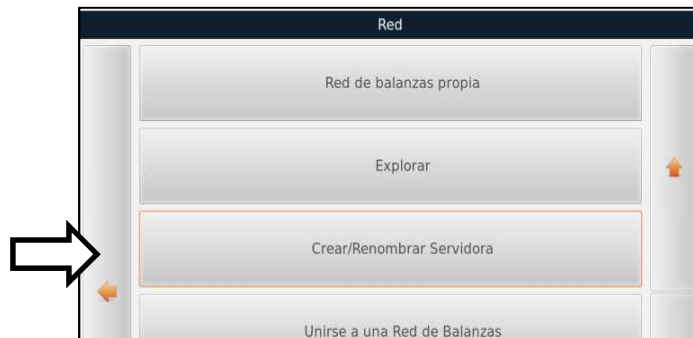 Red
Red de balanzas propia
Explorar
Crear/Renombrar Servidora
Unirse a una Red de Balanzas